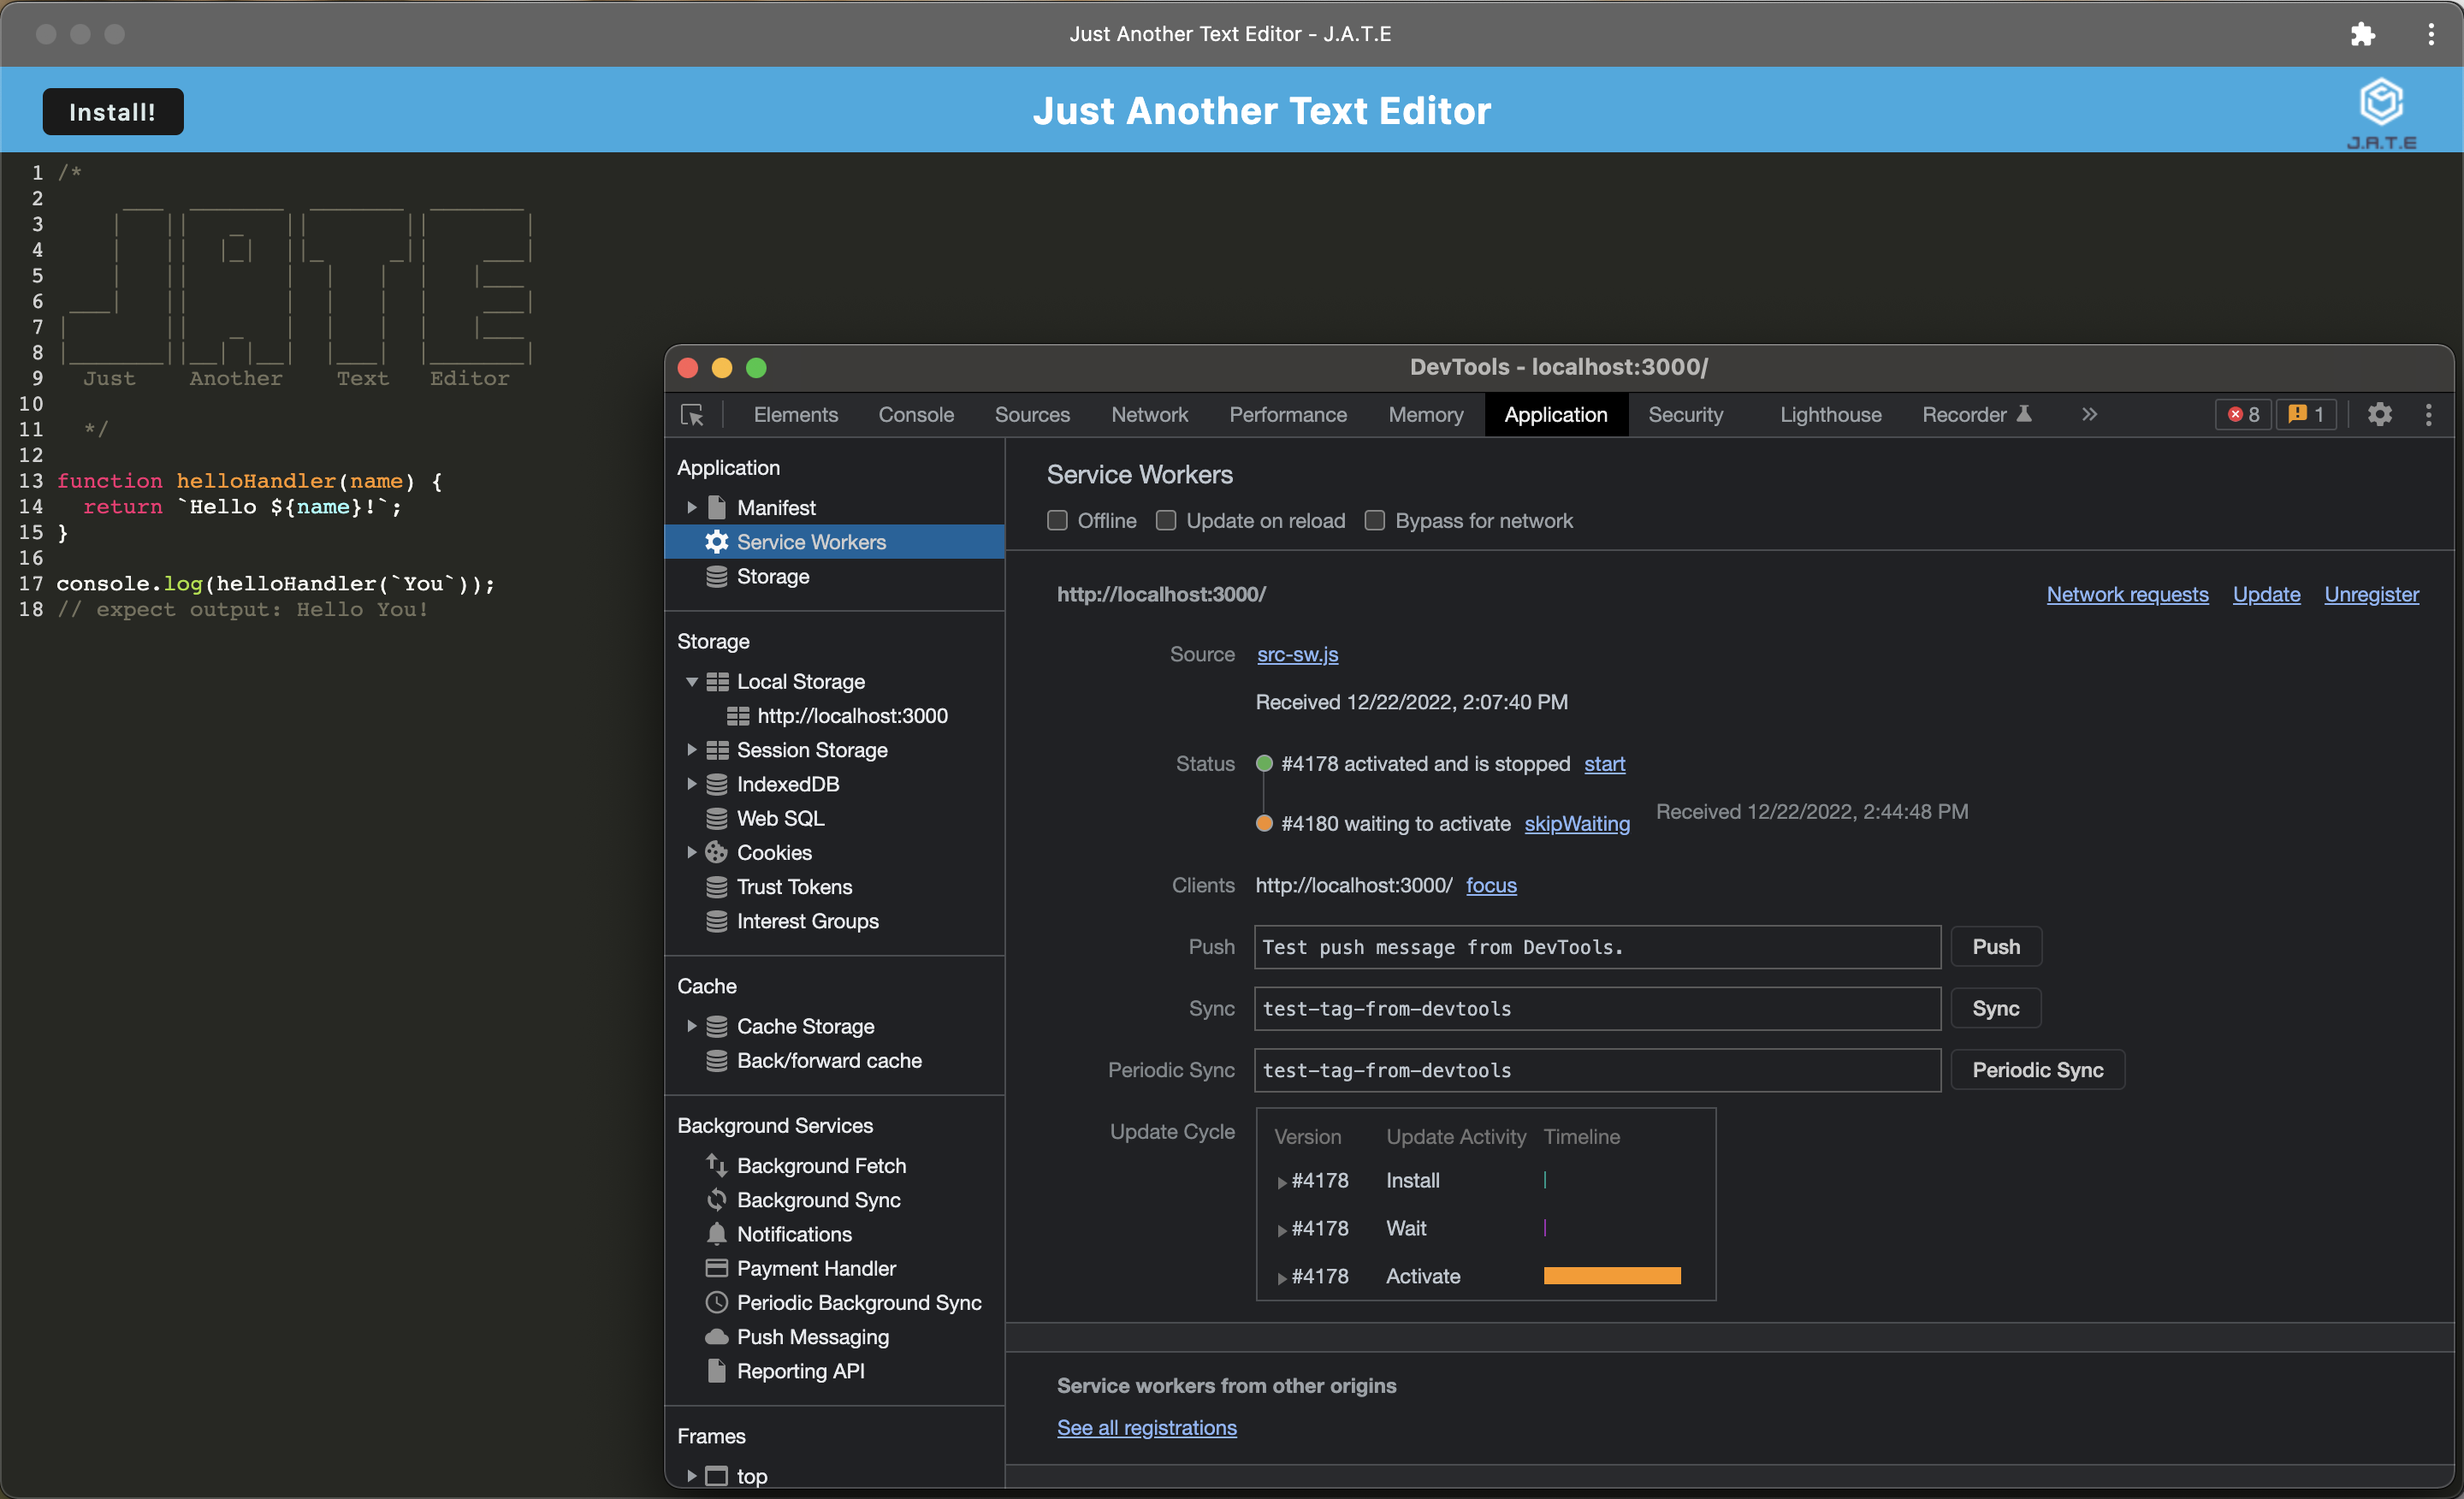 Just Another Text Editor - J.A.T.E
Install!
Just Another Text Editor
J.A.T.E
1 /*
2
3
4
5
6
7
8
9 Just Another Text Editor
10
11 */
12
13 function helloHandler(name) {
14 return `Hello ${name}!`;
15 }
16
17 console.log(helloHandler(`You`));
18 // expect output: Hello You!
DevTools - localhost:3000/
Elements Console Sources Network Performance Memory Application Security Lighthouse Recorder 8 1
Application
Manifest
Service Workers
Storage
Storage
Local Storage
http://localhost:3000
Session Storage
IndexedDB
Web SQL
Cookies
Trust Tokens
Interest Groups
Cache
Cache Storage
Back/forward cache
Background Services
Background Fetch
Background Sync
Notifications
Payment Handler
Periodic Background Sync
Push Messaging
Reporting API
Frames
top
Service Workers
Offline Update on reload Bypass for network
http://localhost:3000/ Network requests Update Unregister
Source src-sw.js
Received 12/22/2022, 2:07:40 PM
Status #4178 activated and is stopped start
#4180 waiting to activate skipWaiting Received 12/22/2022, 2:44:48 PM
Clients http://localhost:3000/ focus
Push Test push message from DevTools. Push
Sync test-tag-from-devtools Sync
Periodic Sync test-tag-from-devtools Periodic Sync
Update Cycle Version Update Activity Timeline
#4178 Install
#4178 Wait
#4178 Activate
Service workers from other origins
See all registrations